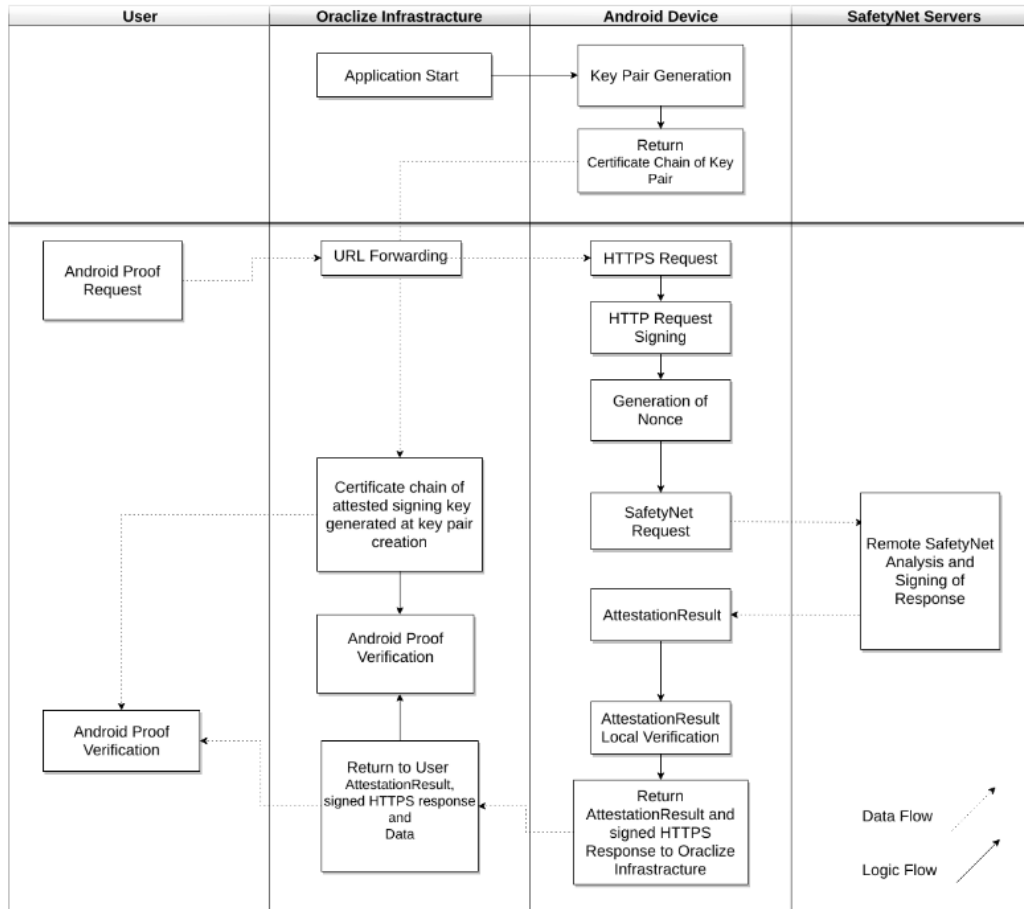 User
Oraclize Infrastracture
Android Device
SafetyNet Servers
Application Start
Key Pair Generation
Return
Certificate Chain of Key
Pair
Android Proof
Request
URL Forwarding
HTTPS Request
HTTP Request
Signing
Generation of
Nonce
Certificate chain of
attested signing key
generated at key pair
creation
SafetyNet
Request
Remote SafetyNet
Analysis and
Signing of
Response
AttestationResult
Android Proof
Verification
Android Proof
Verification
AttestationResult
Local Verification
Return to User
AttestationResult,
signed HTTPS response
and
Data
Return
AttestationResult and
signed HTTPS
Response to Oraclize
Infrastracture
Data Flow
Logic Flow